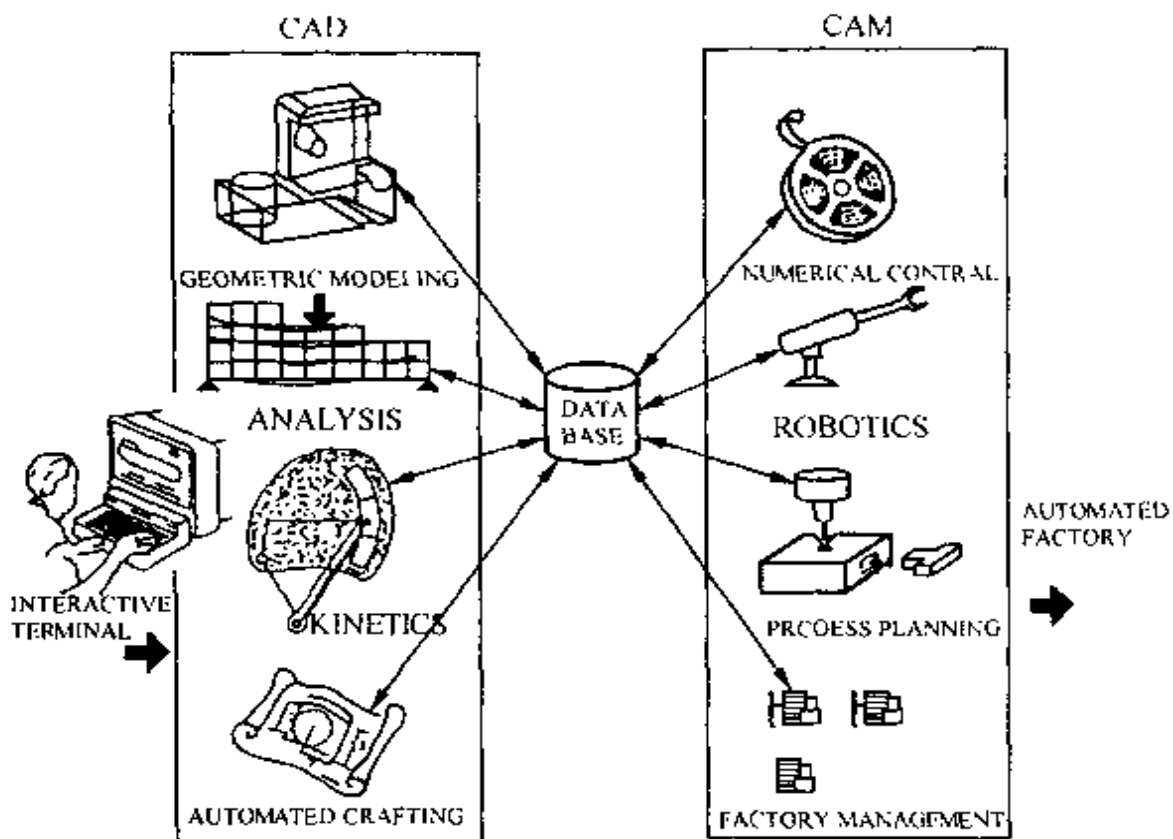 CAD
CAM
GEOMETRIC MODELING
NUMERICAL CONTRAL
DATA
BASE
ANALYSIS
ROBOTICS
AUTOMATED
FACTORY
INTERACTIVE
TERMINAL
KINETICS
PRCOESS PLANNING
AUTOMATED CRAFTING
FACTORY MANAGEMENT